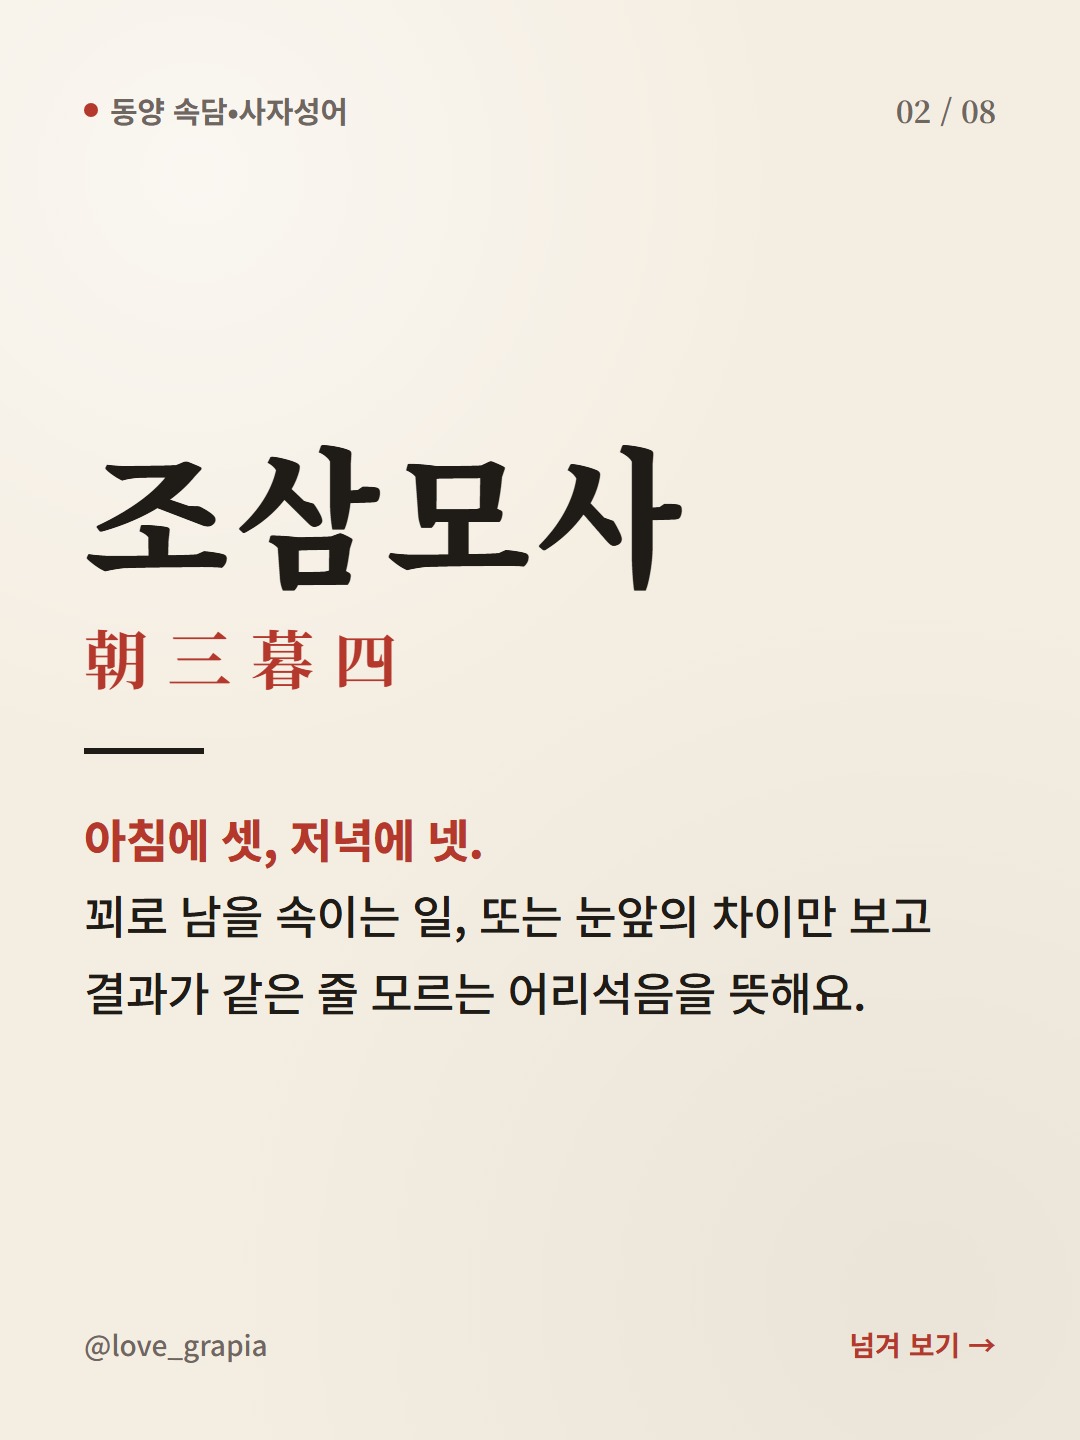 동양 속담•사자성어
02 / 08
조삼모사
朝三暮四
아침에 셋, 저녁에 넷.
꾀로 남을 속이는 일, 또는 눈앞의 차이만 보고
결과가 같은 줄 모르는 어리석음을 뜻해요.
@love_grapia
넘겨 보기 →